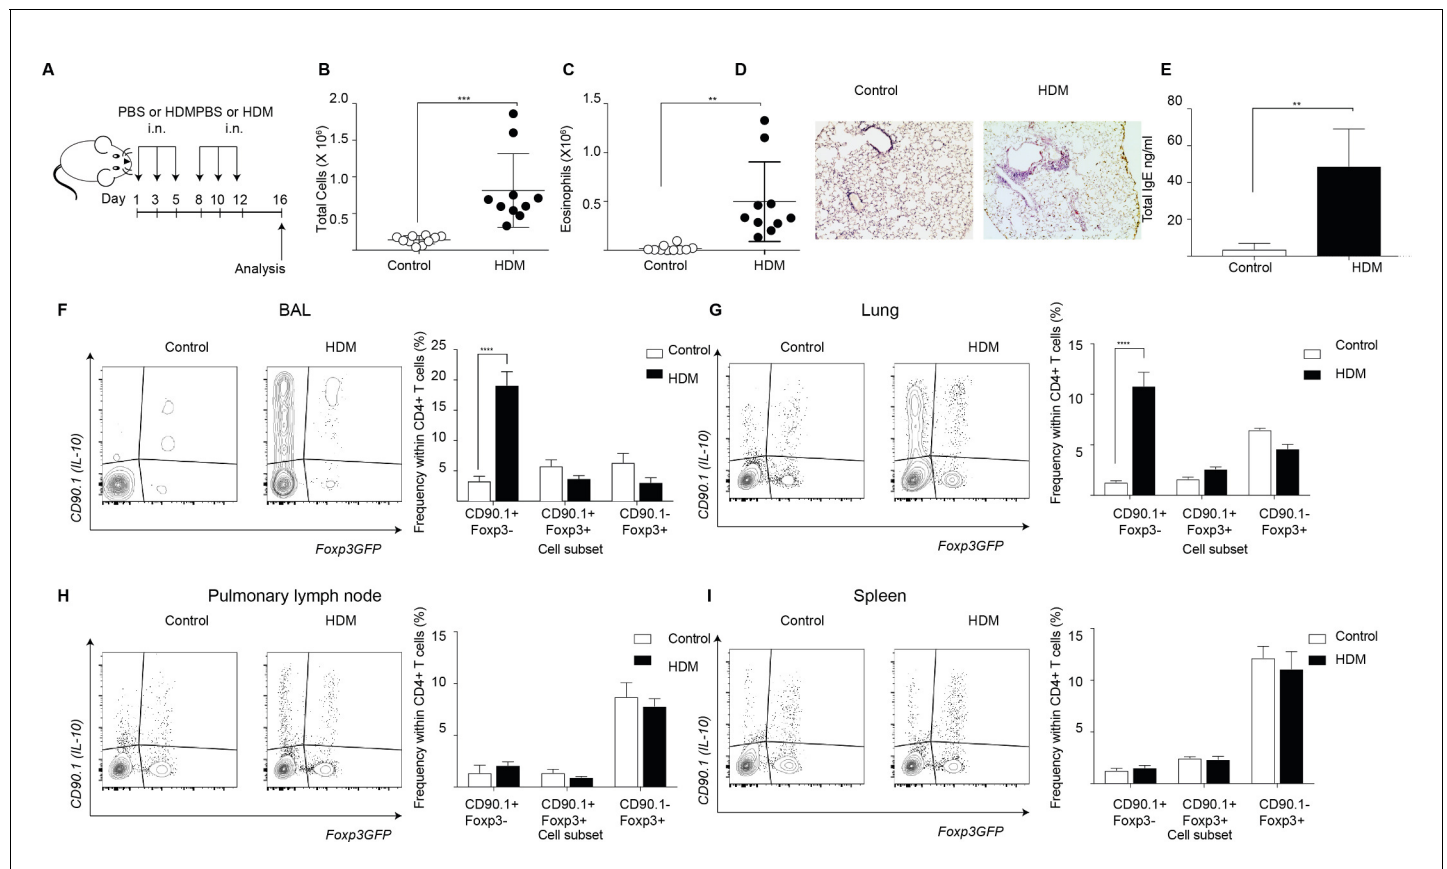 A
PBS or HDMPBS or HDM
i.n. i.n.
Day 1 3 5 8 10 12 16
Analysis
B
Total Cells (X 10⁶)
2.0
1.5
1.0
0.5
***
Control HDM
C
Eosinophils (X10⁶)
1.5
1.0
0.5
**
Control HDM
D
Control HDM
E
Total IgE ng/ml
80
60
40
20
**
Control HDM
F
BAL
Control HDM
CD90.1 (IL-10)
Foxp3GFP
Frequency within CD4+ T cells (%)
25
20
15
10
5
****
Control
HDM
CD90.1+ CD90.1+ CD90.1-
Foxp3- Foxp3+ Foxp3+
Cell subset
G
Lung
Control HDM
CD90.1 (IL-10)
Foxp3GFP
Frequency within CD4+ T cells (%)
15
10
5
****
Control
HDM
CD90.1+ CD90.1+ CD90.1-
Foxp3- Foxp3+ Foxp3+
Cell subset
H
Pulmonary lymph node
Control HDM
CD90.1 (IL-10)
Foxp3GFP
Frequency within CD4+ T cells (%)
15
10
5
Control
HDM
CD90.1+ CD90.1+ CD90.1-
Foxp3- Foxp3+ Foxp3+
Cell subset
I
Spleen
Control HDM
CD90.1 (IL-10)
Foxp3GFP
Frequency within CD4+ T cells (%)
15
10
5
Control
HDM
CD90.1+ CD90.1+ CD90.1-
Foxp3- Foxp3+ Foxp3+
Cell subset